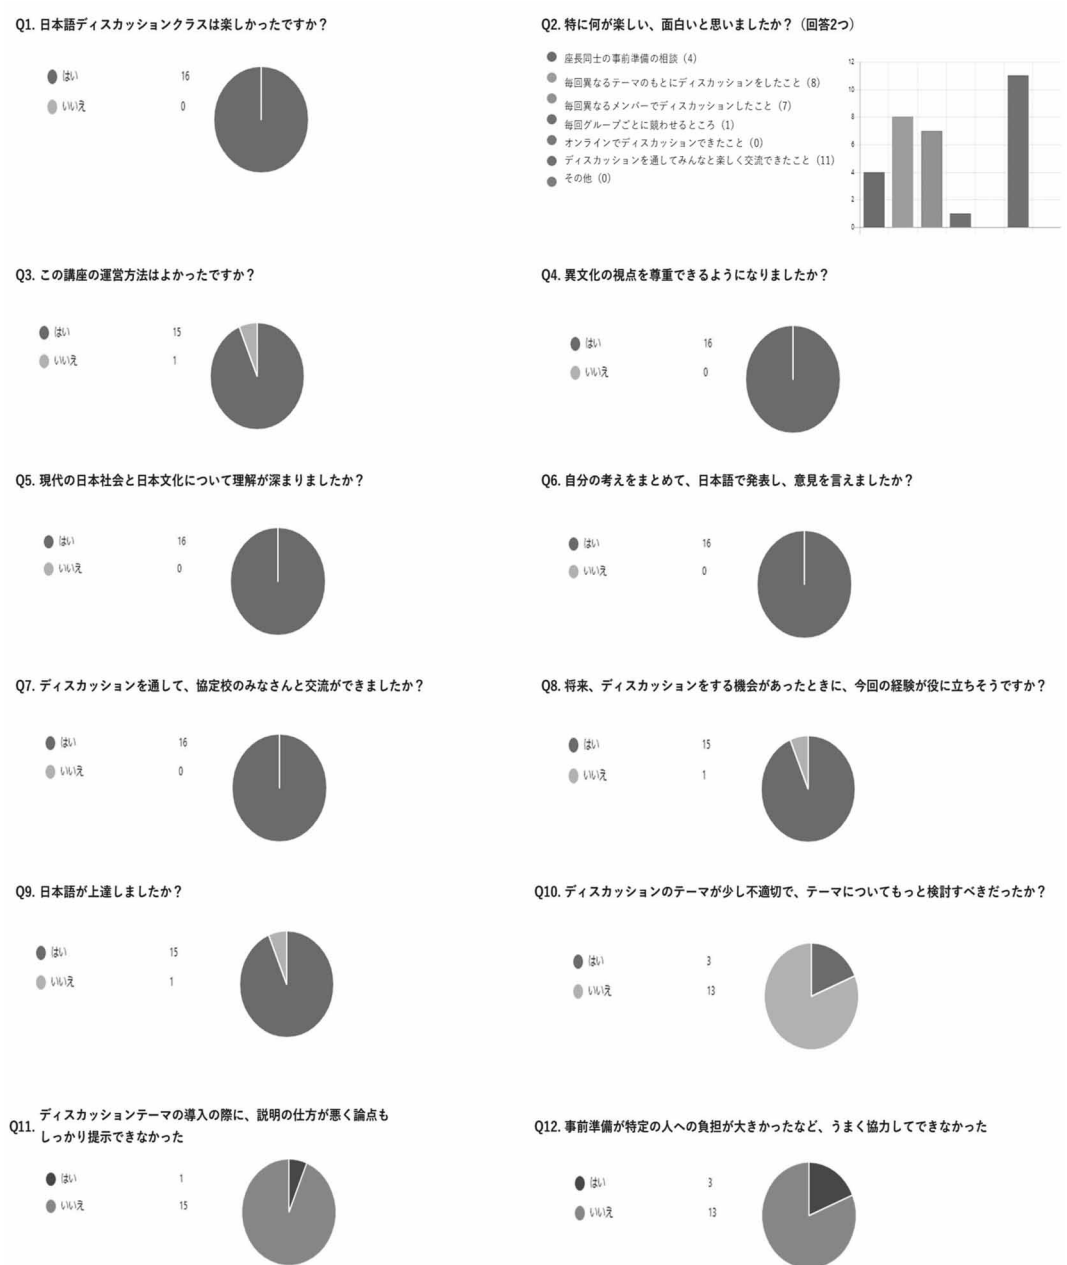 Q1. 日本語ディスカッションクラスは楽しかったですか？
はい 16
いいえ 0
Q2. 特に何が楽しい、面白いと思いましたか？（回答2つ）
座長同士の事前準備の相談（4）
毎回異なるテーマのもとにディスカッションをしたこと（8）
毎回異なるメンバーでディスカッションしたこと（7）
毎回グループごとに競わせるところ（1）
オンラインでディスカッションできたこと（0）
ディスカッションを通してみんなと楽しく交流できたこと（11）
その他（0）
12
10
8
6
4
2
0
Q3. この講座の運営方法はよかったですか？
はい 15
いいえ 1
Q4. 異文化の視点を尊重できるようになりましたか？
はい 16
いいえ 0
Q5. 現代の日本社会と日本文化について理解が深まりましたか？
はい 16
いいえ 0
Q6. 自分の考えをまとめて、日本語で発表し、意見を言えましたか？
はい 16
いいえ 0
Q7. ディスカッションを通して、協定校のみなさんと交流ができましたか？
はい 16
いいえ 0
Q8. 将来、ディスカッションをする機会があったときに、今回の経験が役に立ちそうですか？
はい 15
いいえ 1
Q9. 日本語が上達しましたか？
はい 15
いいえ 1
Q10. ディスカッションのテーマが少し不適切で、テーマについてもっと検討すべきだったか？
はい 3
いいえ 13
Q11. ディスカッションテーマの導入の際に、説明の仕方が悪く論点も
しっかり提示できなかった
はい 1
いいえ 15
Q12. 事前準備が特定の人への負担が大きかったなど、うまく協力してできなかった
はい 3
いいえ 13